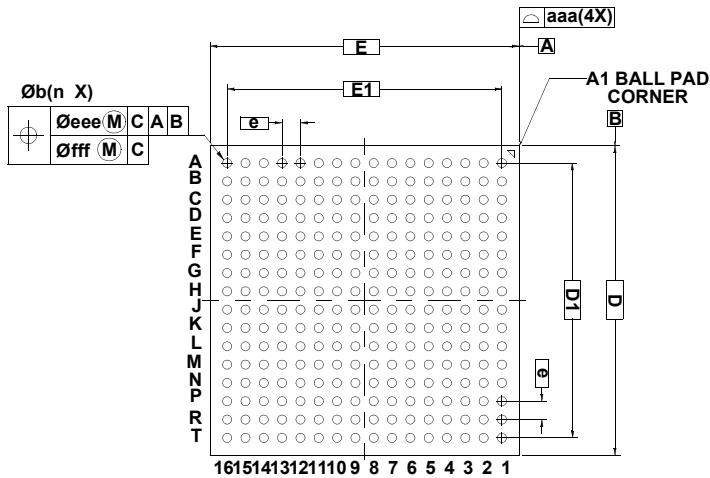 aaa(4X)
E
A
E1
A1 BALL PAD
CORNER
Øb(n X)
e
B
Øeee M C A B
Øfff M C
A
B
C
D
E
F
G
H
J
K
L
M
N
P
R
T
D1
D
e
16 15 14 13 12 11 10 9 8 7 6 5 4 3 2 1